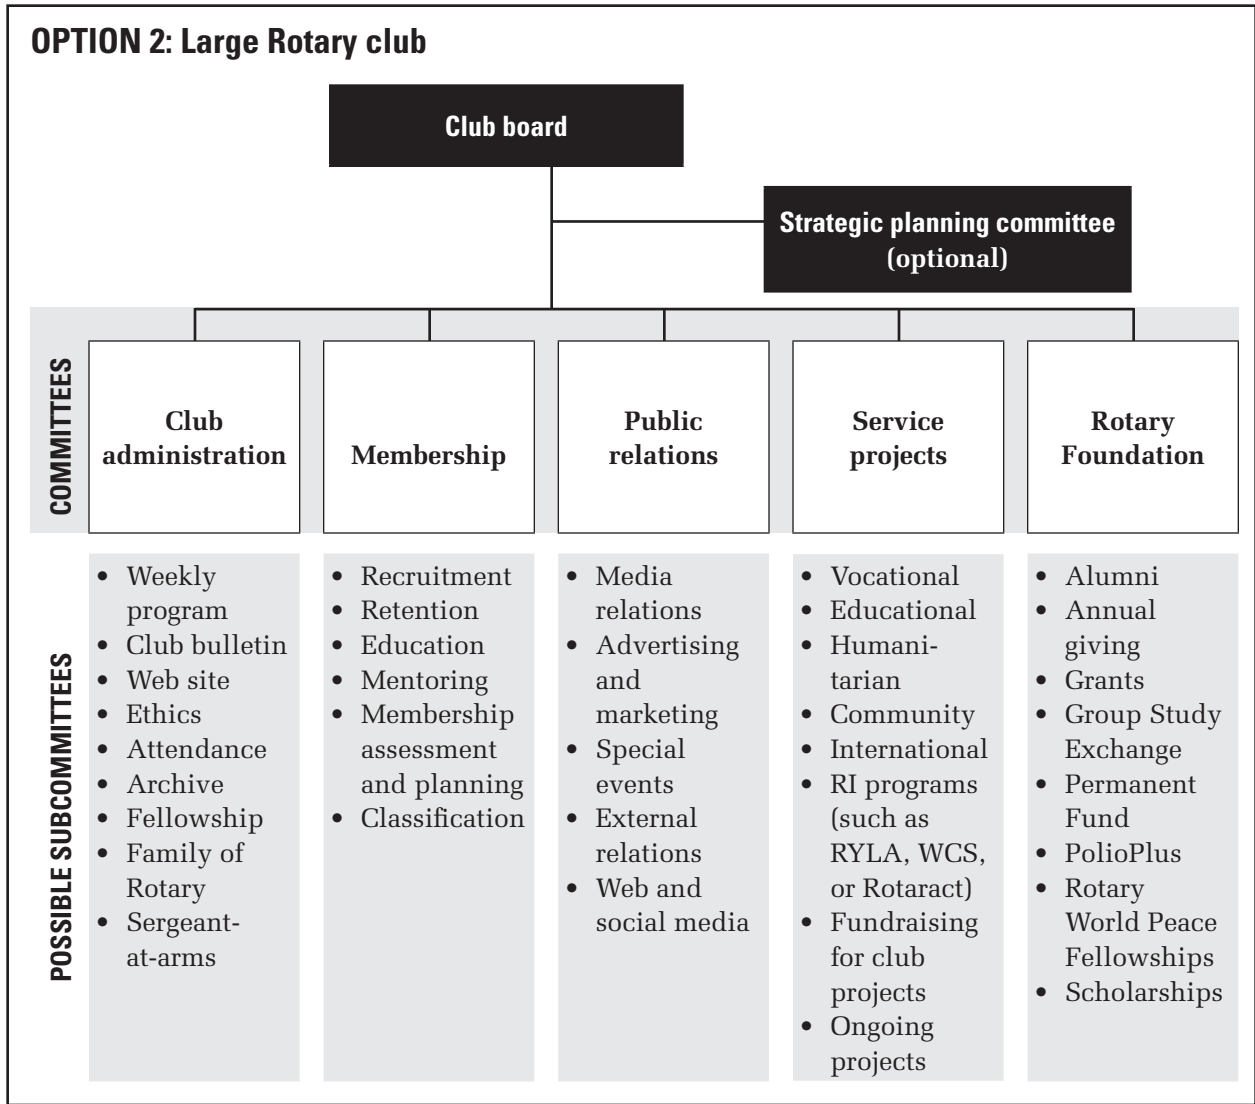 OPTION 2: Large Rotary club
Club board
Strategic planning committee
(optional)
COMMITTEES
Club
administration
Membership
Public
relations
Service
projects
Rotary
Foundation
POSSIBLE SUBCOMMITTEES
• Weekly
program
• Club bulletin
• Web site
• Ethics
• Attendance
• Archive
• Fellowship
• Family of
Rotary
• Sergeant-
at-arms
• Recruitment
• Retention
• Education
• Mentoring
• Membership
assessment
and planning
• Classification
• Media
relations
• Advertising
and
marketing
• Special
events
• External
relations
• Web and
social media
• Vocational
• Educational
• Humani-
tarian
• Community
• International
• RI programs
(such as
RYLA, WCS,
or Rotaract)
• Fundraising
for club
projects
• Ongoing
projects
• Alumni
• Annual
giving
• Grants
• Group Study
Exchange
• Permanent
Fund
• PolioPlus
• Rotary
World Peace
Fellowships
• Scholarships